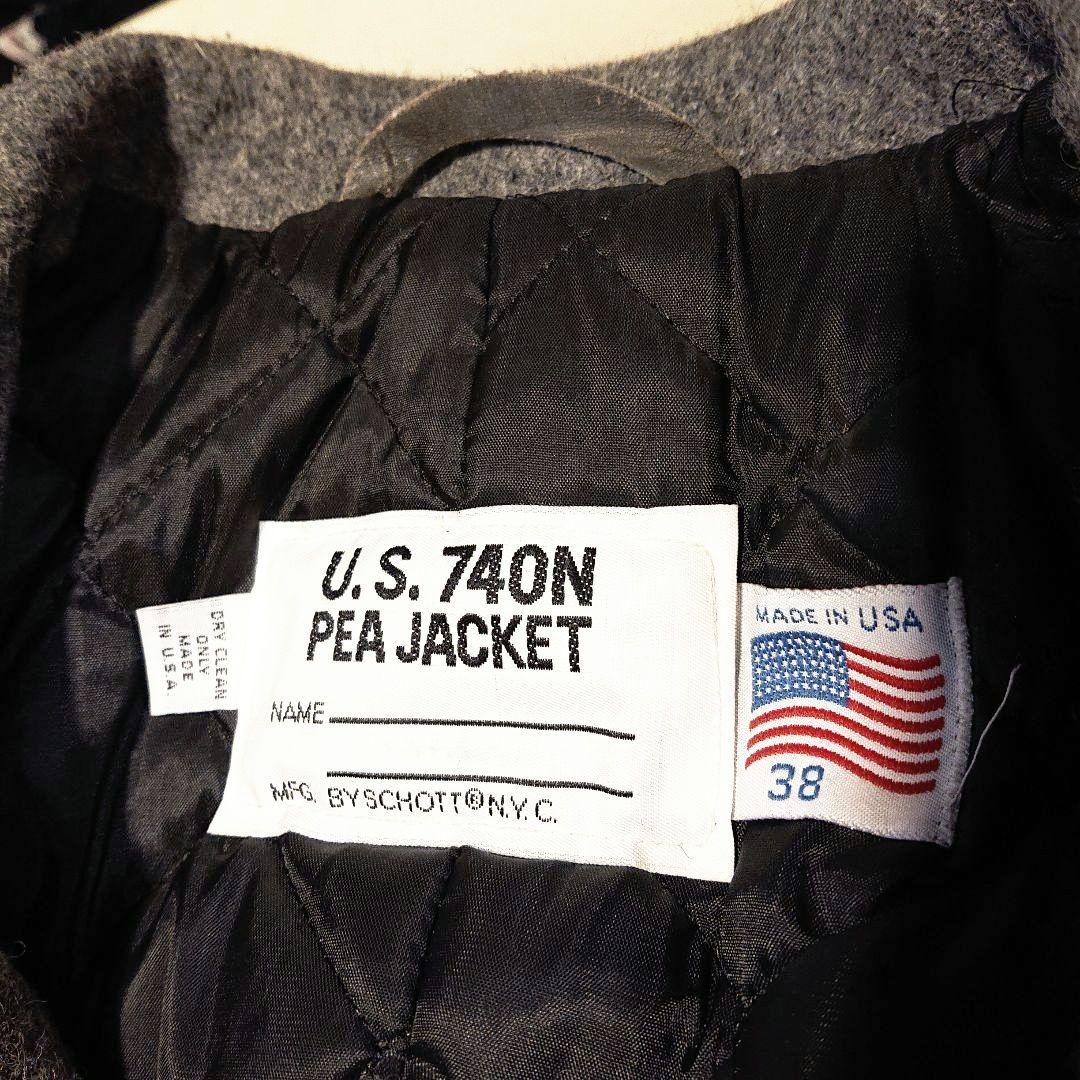 U.S. 740N
PEA JACKET
NAME
MFG. BY SCHOTT® N.Y.C.
DRY CLEAN
ONLY
MADE
IN U.S.A.
MADE IN USA
38